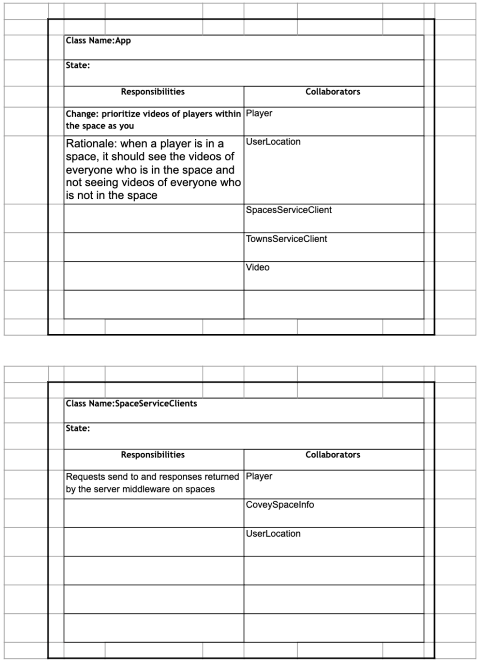 Class Name:App
State:
Responsibilities Collaborators
Change: prioritize videos of players within Player
the space as you
Rationale: when a player is in a UserLocation
space, it should see the videos of
everyone who is in the space and
not seeing videos of everyone who
is not in the space
SpacesServiceClient
TownsServiceClient
Video
Class Name:SpaceServiceClients
State:
Responsibilities Collaborators
Requests send to and responses returned Player
by the server middleware on spaces
CoveySpaceInfo
UserLocation